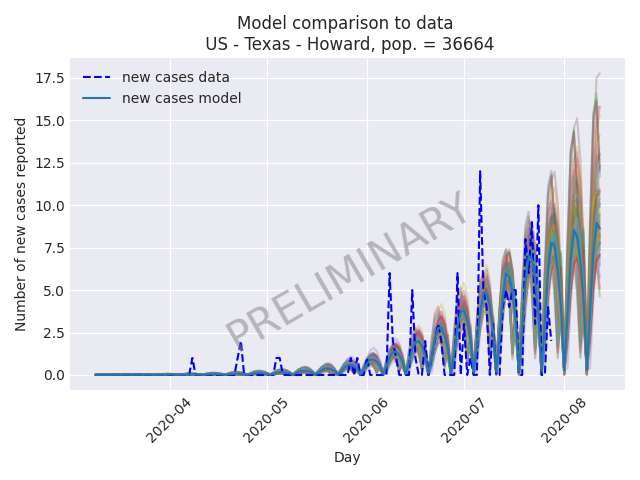 Model comparison to data
US - Texas - Howard, pop. = 36664
new cases data
new cases model
Number of new cases reported
17.5
15.0
12.5
10.0
7.5
5.0
2.5
0.0
PRELIMINARY
2020-04
2020-05
2020-06
2020-07
2020-08
Day